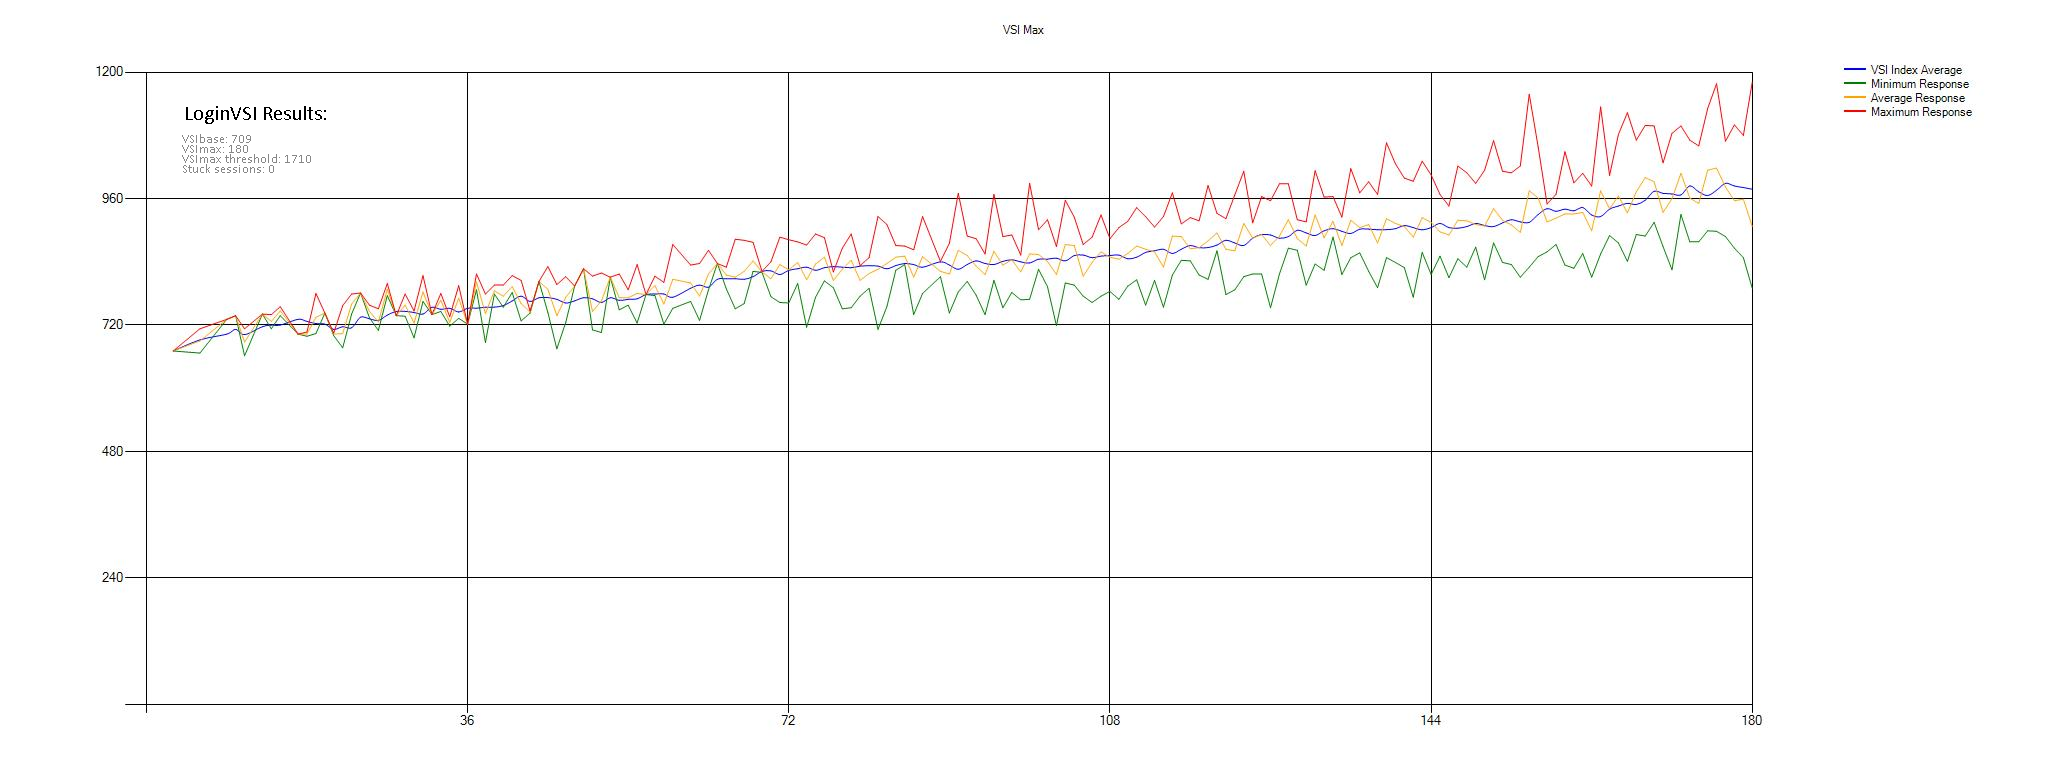 VSI Max
1200
960
720
480
240
36
72
108
144
180
LoginVSI Results:
VSIbase: 709
VSImax: 180
VSImax threshold: 1710
Stuck sessions: 0
VSI Index Average
Minimum Response
Average Response
Maximum Response